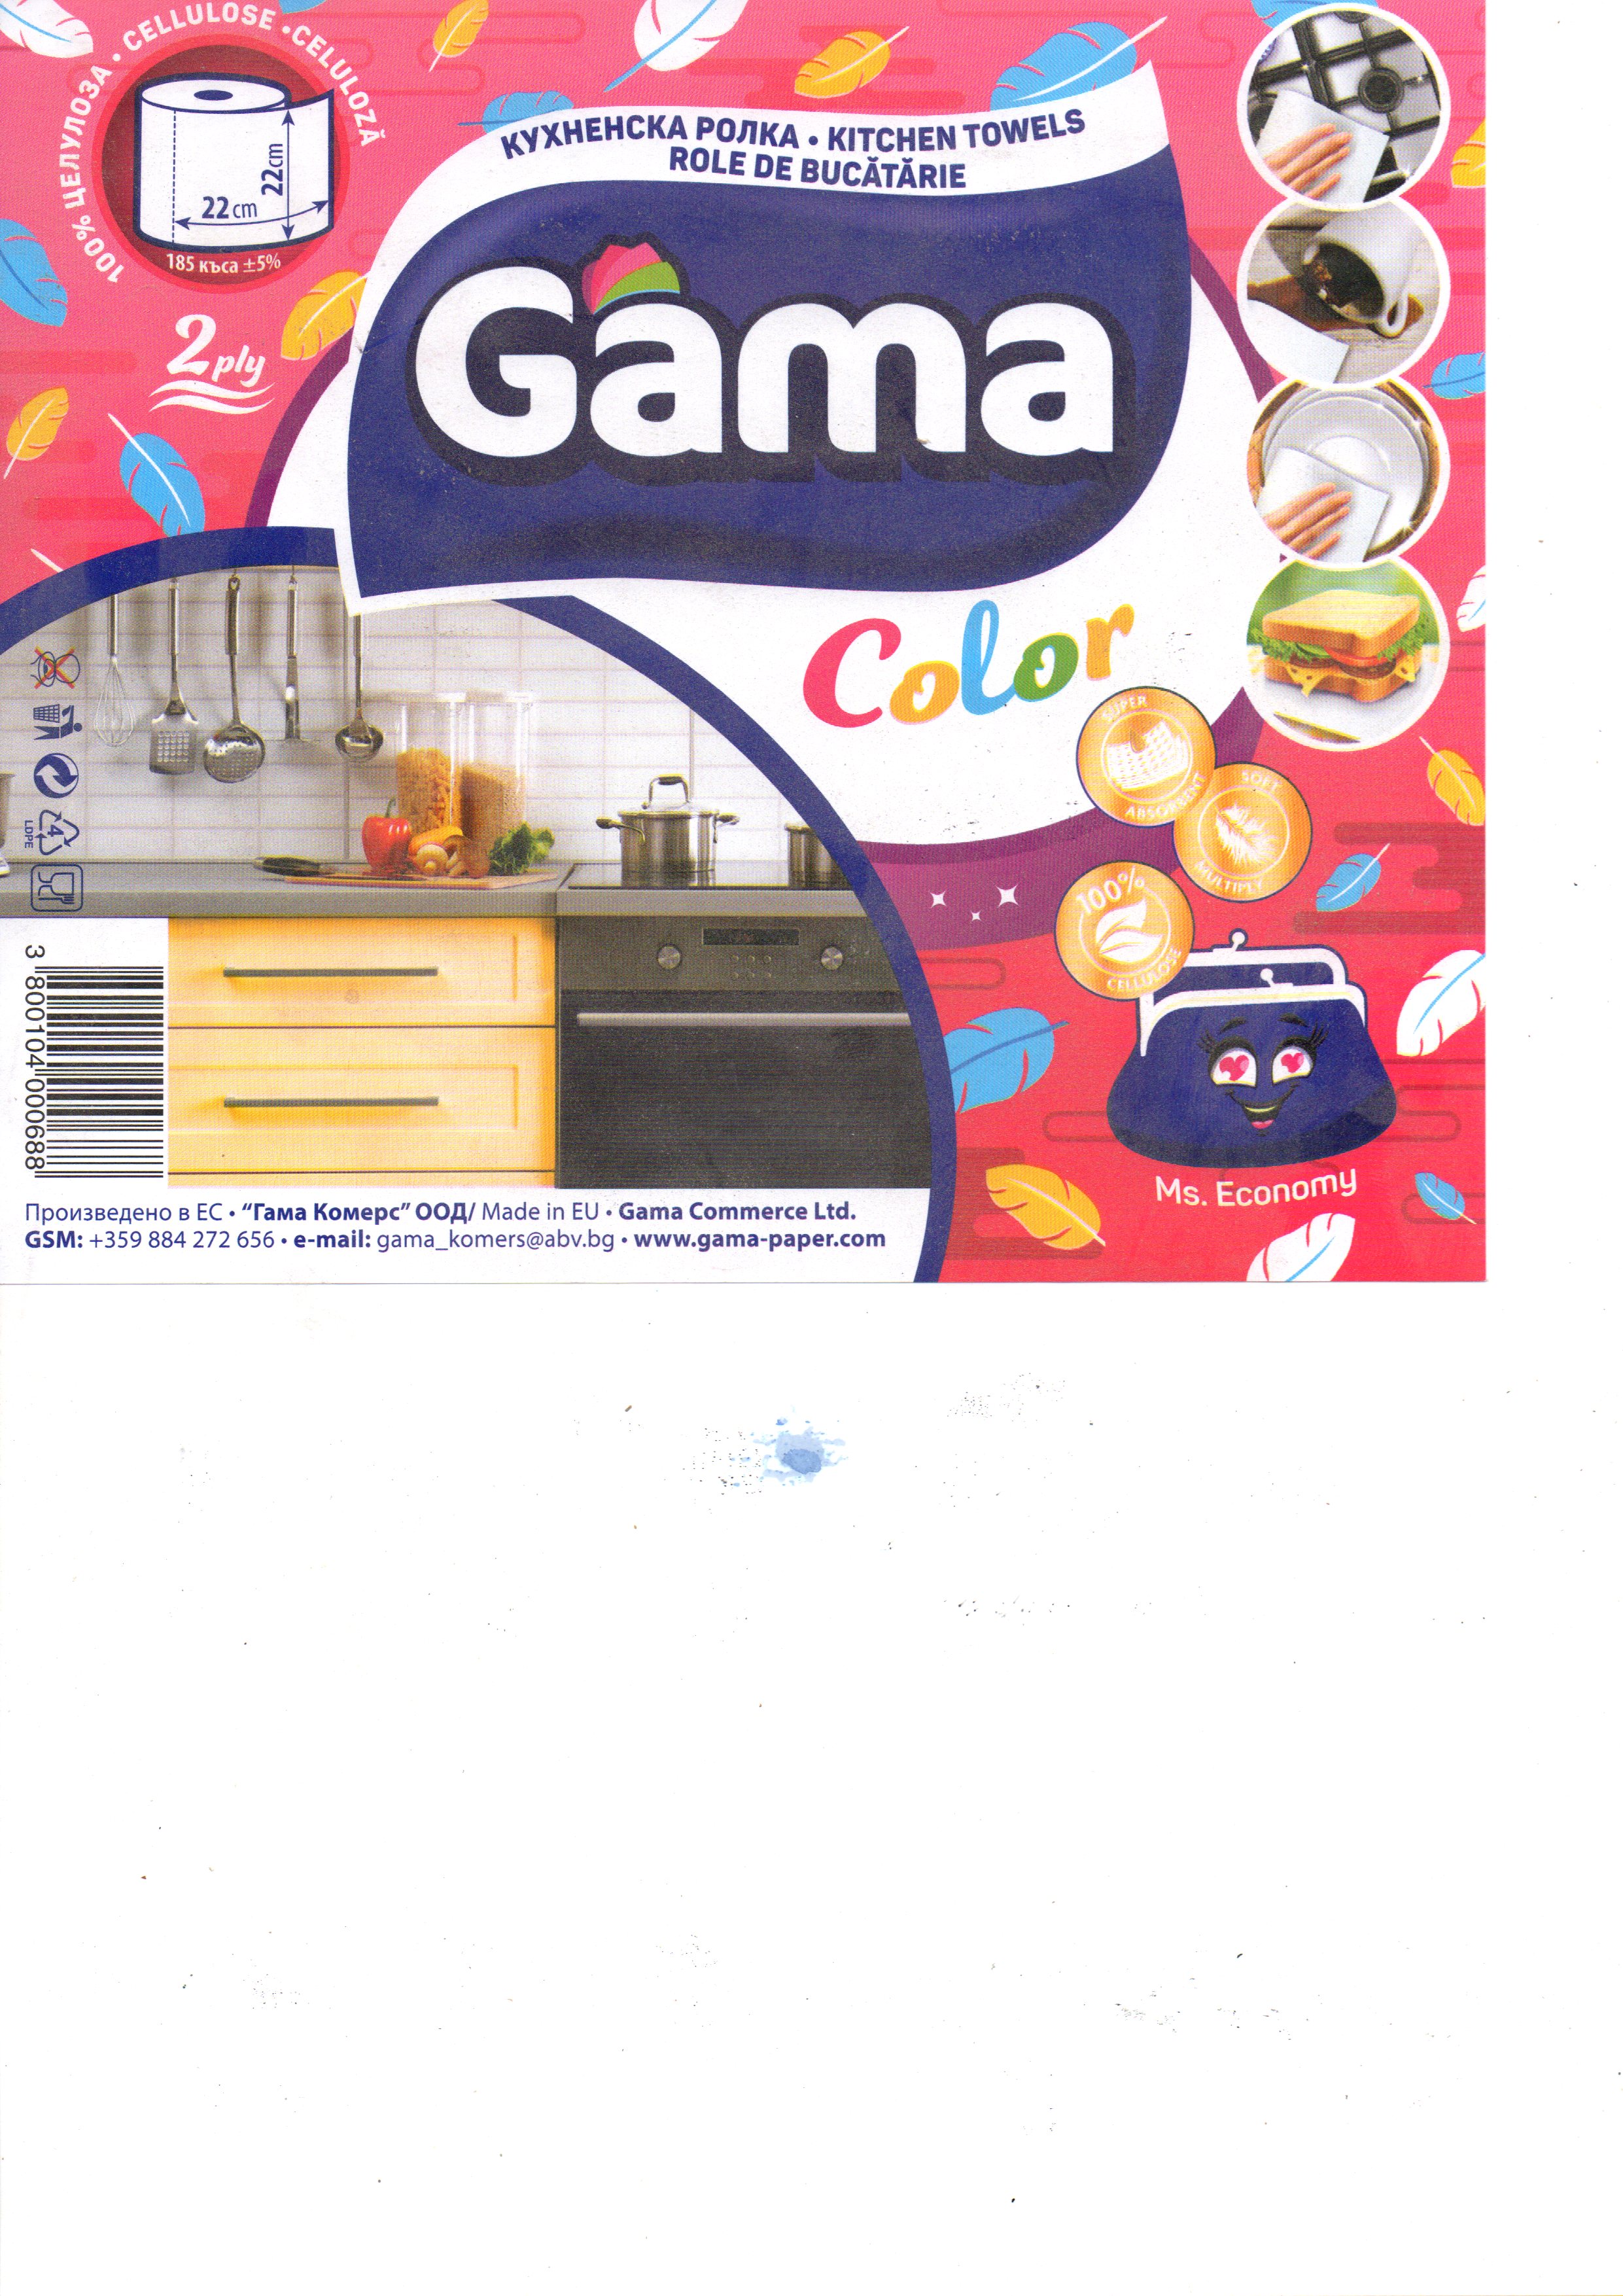 100% ЦЕЛУЛОЗА • CELLULOSE • CELULOZĂ
22cm
22 cm
185 къса ±5%
2 ply
КУХНЕНСКА РОЛКА • KITCHEN TOWELS
ROLE DE BUCĂTĂRIE
Gama
Color
SUPER
ABSORBENT
SOFT
MULTIPLY
100%
CELLULOSE
Ms. Economy
4
LDPE
3 800104 000688
Произведено в ЕС • “Гама Комерс” ООД/ Made in EU • Gama Commerce Ltd.
GSM: +359 884 272 656 • e-mail: gama_komers@abv.bg • www.gama-paper.com